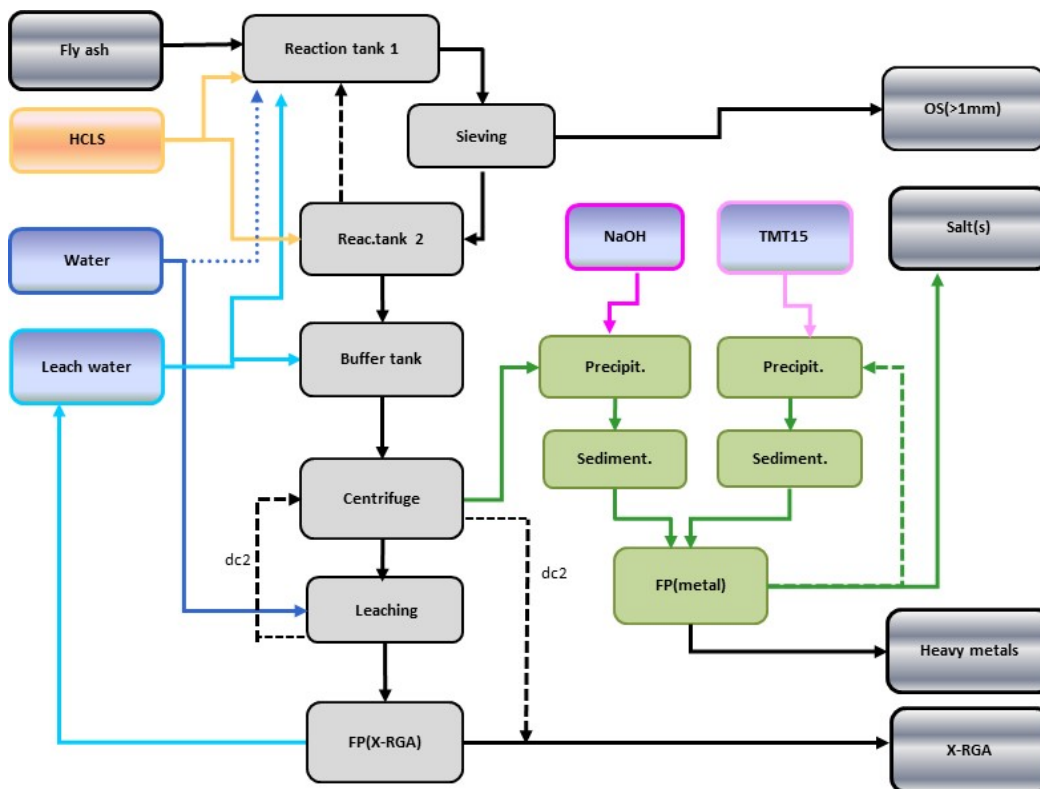 Fly ash
Reaction tank 1
HCLS
Sieving
OS(>1mm)
Reac.tank 2
NaOH
TMT15
Salt(s)
Water
Leach water
Buffer tank
Precipit.
Precipit.
Sediment.
Sediment.
Centrifuge
dc2
dc2
FP(metal)
Leaching
Heavy metals
FP(X-RGA)
X-RGA